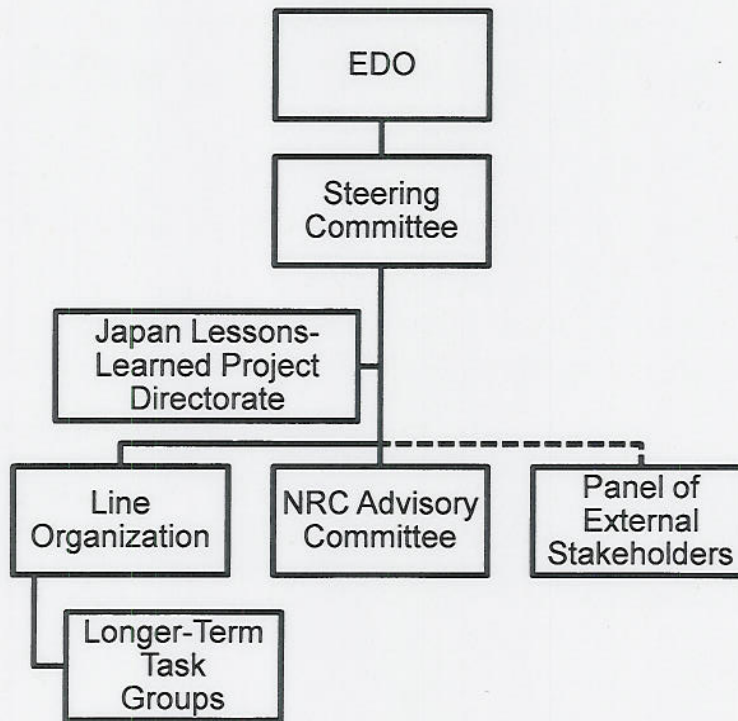 EDO
Steering
Committee
Japan Lessons-
Learned Project
Directorate
Line
Organization
NRC Advisory
Committee
Panel of
External
Stakeholders
Longer-Term
Task
Groups